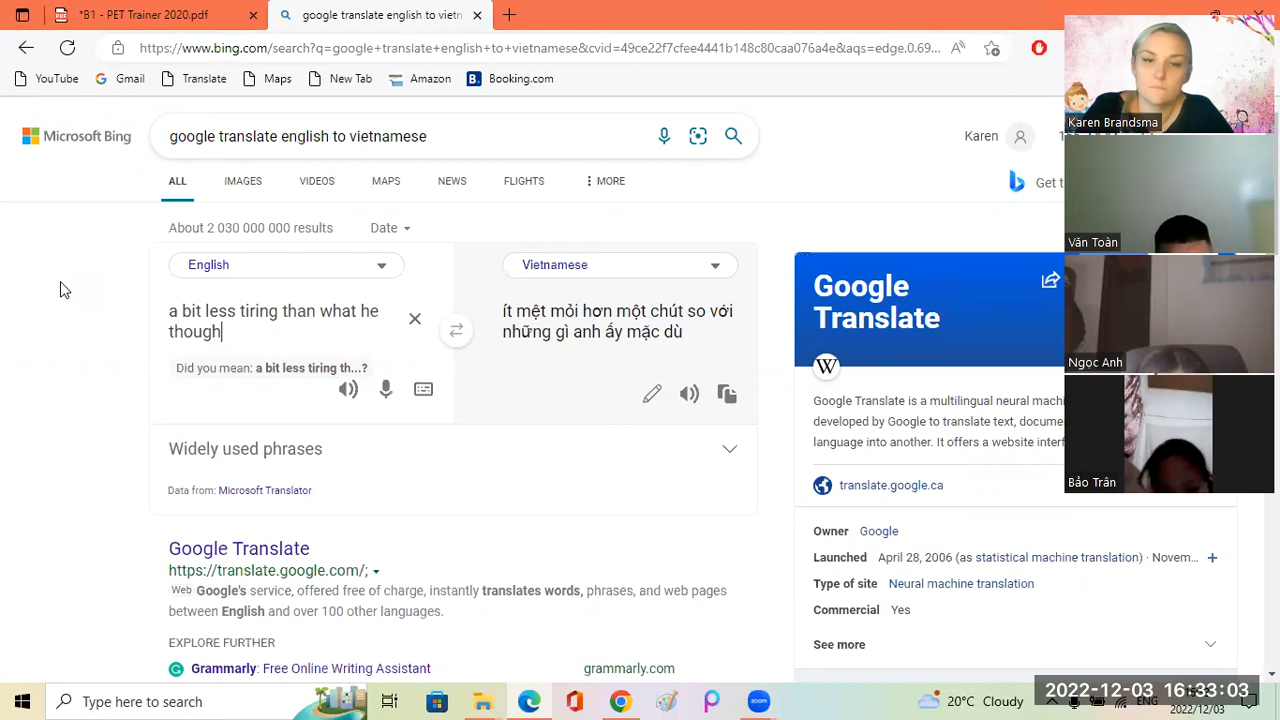 *B1 - PET Trainer 2020.pdf
google translate english to vietn
https://www.bing.com/search?q=google+translate+english+to+vietnamese&cvid=49ce22f7cfee4441b148c80caa076a4e&aqs=edge.0.69...
YouTube
Gmail
Translate
Maps
New Tab
Amazon
Booking.com
Microsoft Bing
google translate english to vietnamese
Karen
ALL
IMAGES
VIDEOS
MAPS
NEWS
FLIGHTS
MORE
Get t
About 2 030 000 000 results
Date
English
Vietnamese
a bit less tiring than what he
though
ít mệt mỏi hơn một chút so với
những gì anh ấy mặc dù
Did you mean: a bit less tiring th...?
Widely used phrases
Data from: Microsoft Translator
Google Translate
https://translate.google.com/;
Web Google's service, offered free of charge, instantly translates words, phrases, and web pages
between English and over 100 other languages.
EXPLORE FURTHER
Grammarly: Free Online Writing Assistant
grammarly.com
Google
Translate
W
Google Translate is a multilingual neural machi
developed by Google to translate text, docume
language into another. It offers a website interf
translate.google.ca
Owner Google
Launched April 28, 2006 (as statistical machine translation) · Novem...
Type of site Neural machine translation
Commercial Yes
See more
Karen Brandsma
Văn Toàn
Ngọc Anh
Bảo Trân
Type here to search
zoom
20°C Cloudy
ENG
2022-12-03 16:33:03
2022/12/03